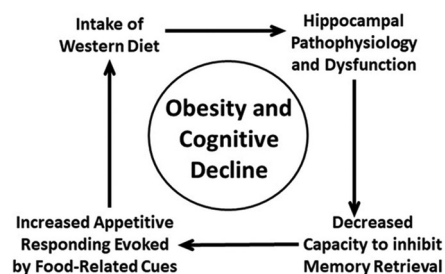 Intake of
Western Diet
Hippocampal
Pathophysiology
and Dysfunction
Obesity and
Cognitive
Decline
Increased Appetitive
Responding Evoked
by Food-Related Cues
Decreased
Capacity to inhibit
Memory Retrieval